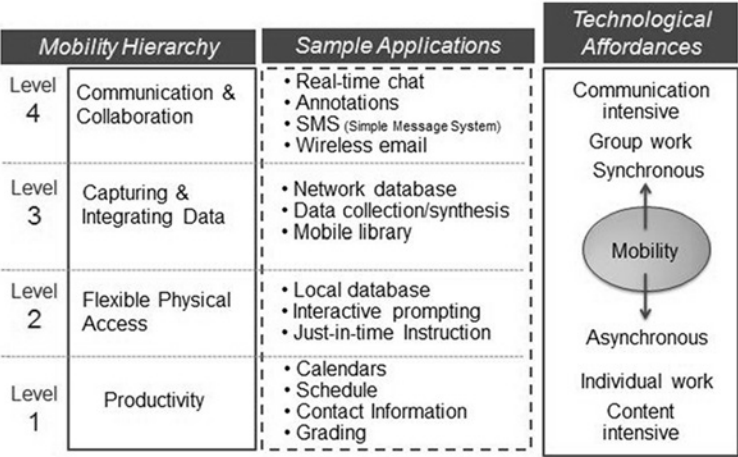 Mobility Hierarchy
Sample Applications
Technological
Affordances
Level
4
Communication &
Collaboration
• Real-time chat
• Annotations
• SMS (Simple Message System)
• Wireless email
Level
3
Capturing &
Integrating Data
• Network database
• Data collection/synthesis
• Mobile library
Level
2
Flexible Physical
Access
• Local database
• Interactive prompting
• Just-in-time Instruction
Level
1
Productivity
• Calendars
• Schedule
• Contact Information
• Grading
Communication
intensive
Group work
Synchronous
Mobility
Asynchronous
Individual work
Content
intensive